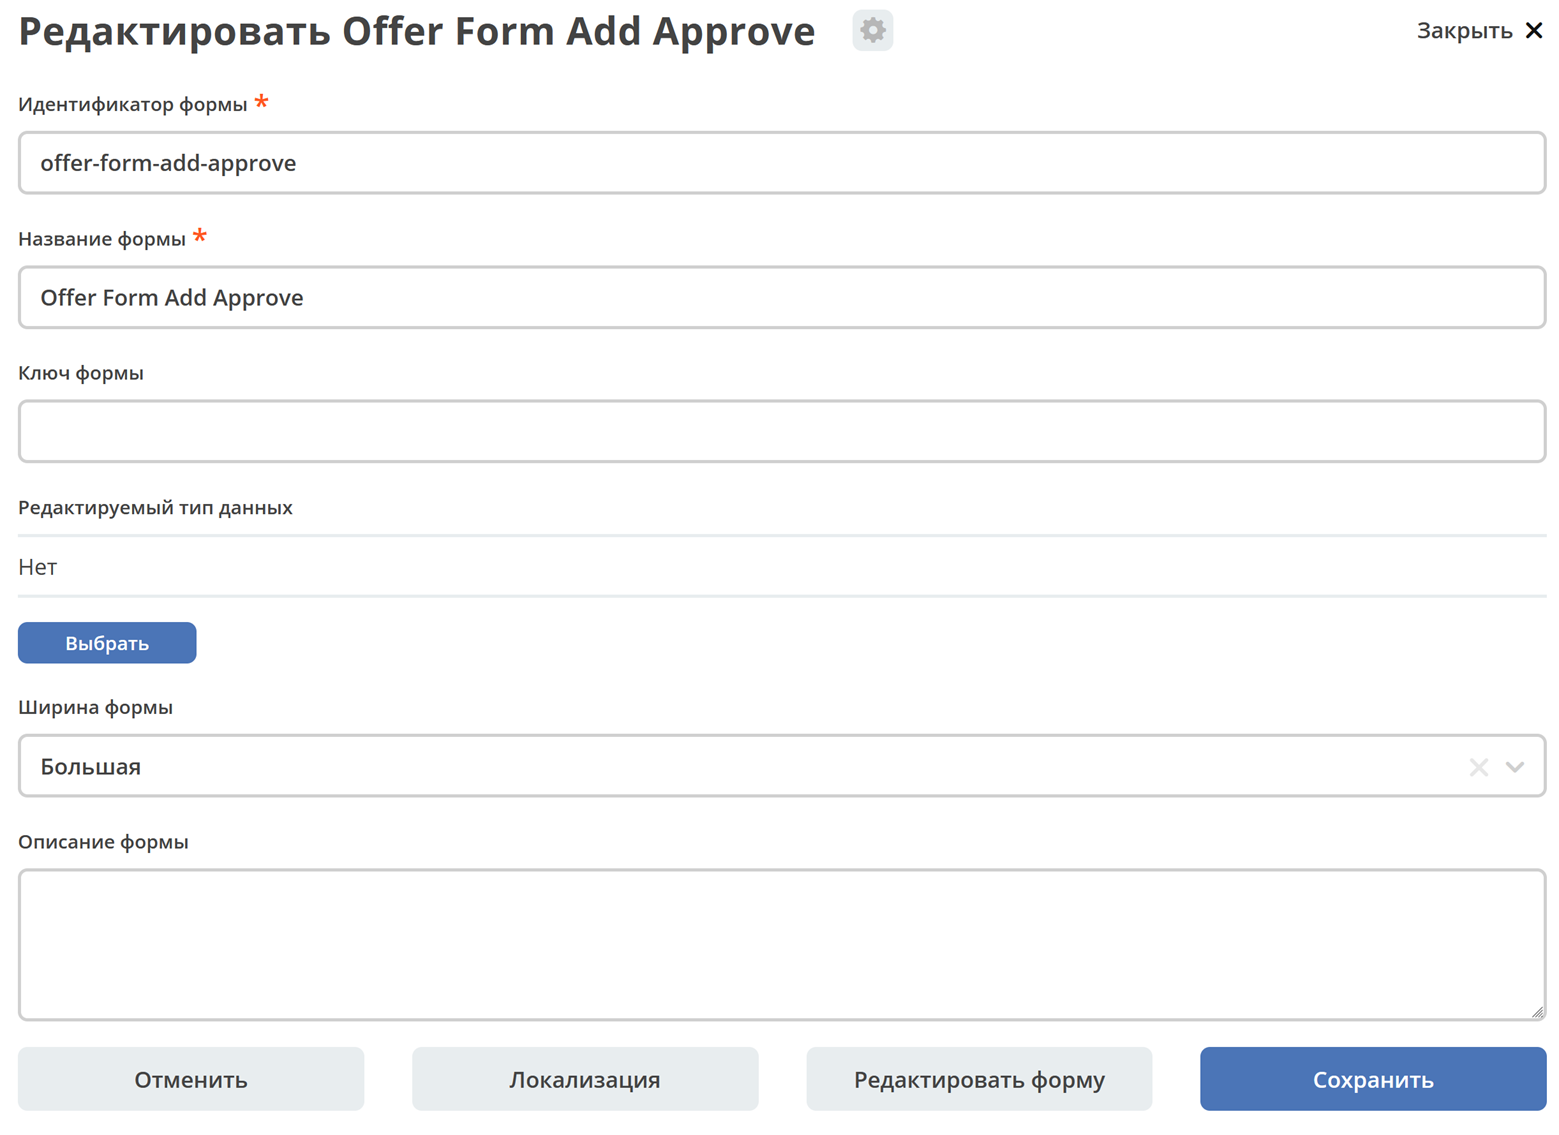 Редактировать Offer Form Add Approve
Закрыть
Идентификатор формы *
offer-form-add-approve
Название формы *
Offer Form Add Approve
Ключ формы
Редактируемый тип данных
Нет
Выбрать
Ширина формы
Большая
Описание формы
Отменить
Локализация
Редактировать форму
Сохранить